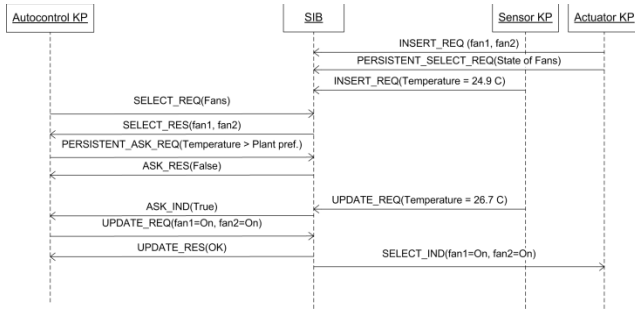 Autocontrol KP
SIB
Sensor KP
Actuator KP
INSERT_REQ (fan1, fan2)
PERSISTENT_SELECT_REQ(State of Fans)
INSERT_REQ(Temperature = 24.9 C)
SELECT_REQ(Fans)
SELECT_RES(fan1, fan2)
PERSISTENT_ASK_REQ(Temperature > Plant pref.)
ASK_RES(False)
UPDATE_REQ(Temperature = 26.7 C)
ASK_IND(True)
UPDATE_REQ(fan1=On, fan2=On)
UPDATE_RES(OK)
SELECT_IND(fan1=On, fan2=On)